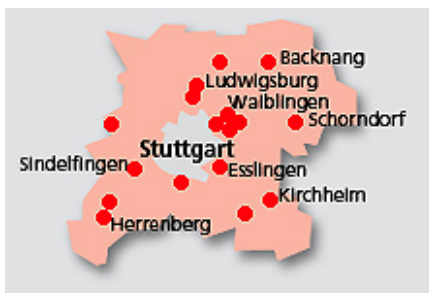 Backnang
Ludwigsburg
Waiblingen
Schorndorf
Stuttgart
Sindelfingen
Esslingen
Kirchheim
Herrenberg